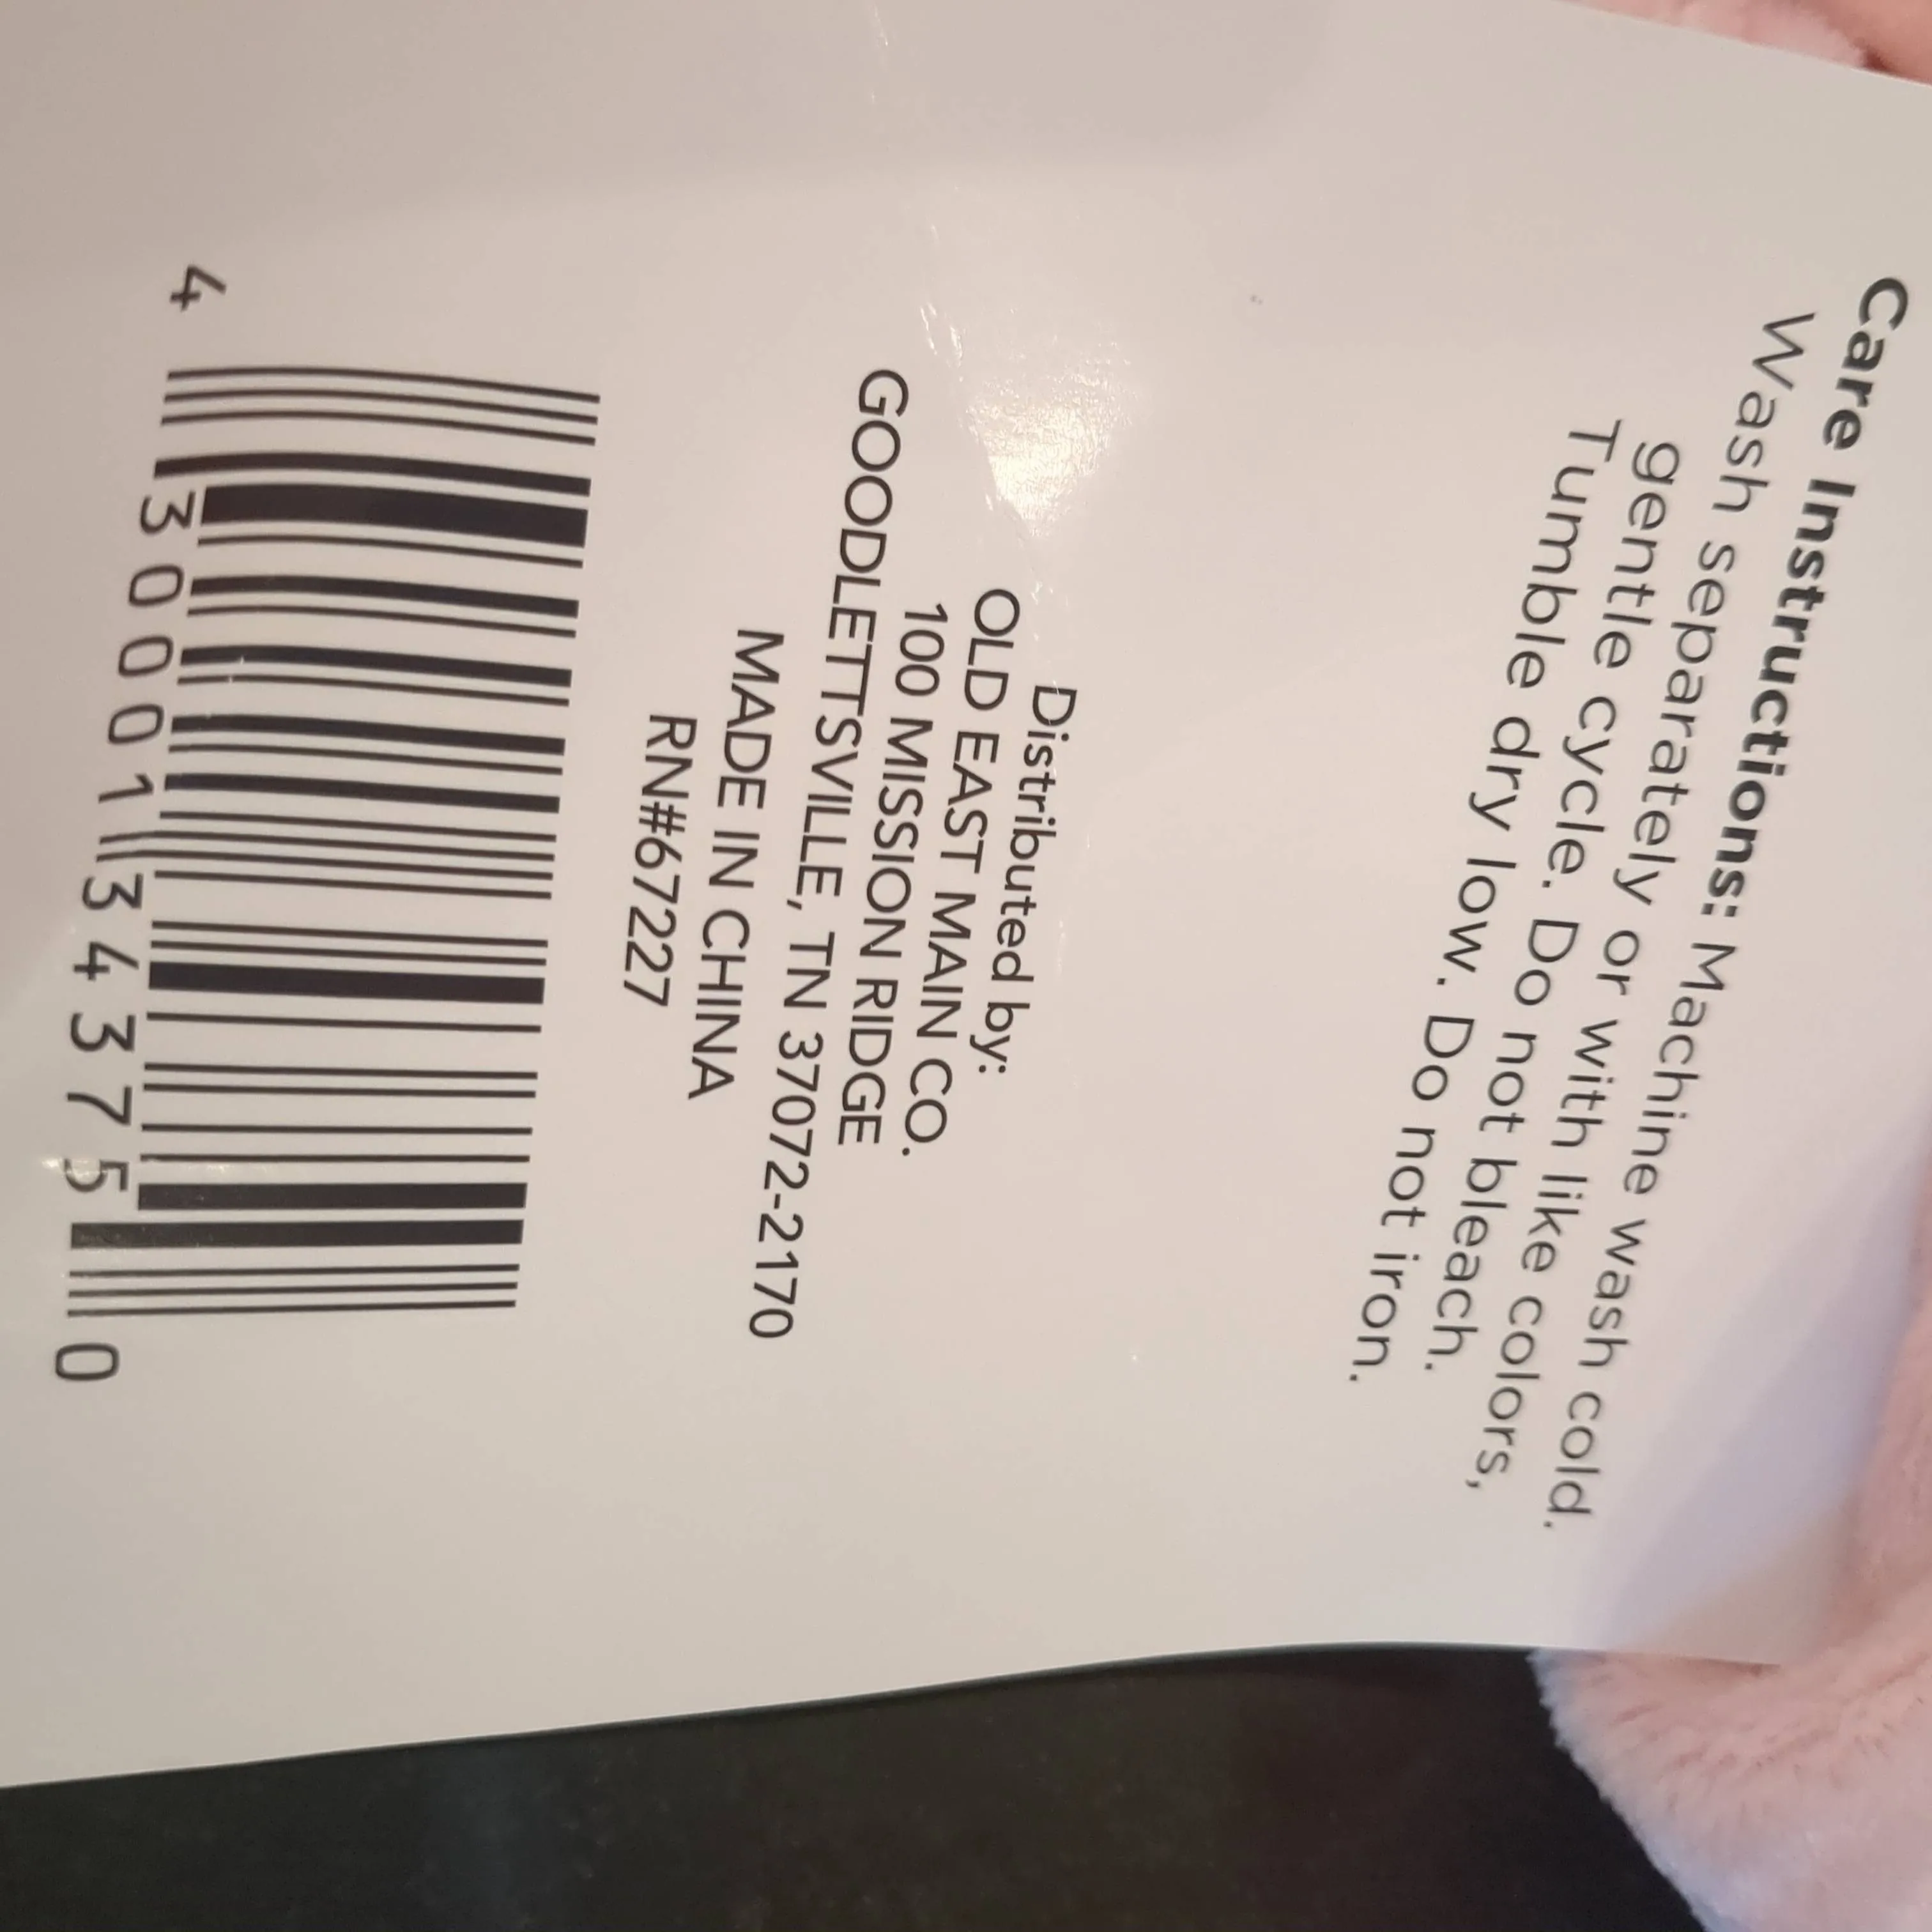 Care Instructions: Machine wash cold.
Wash separately or with like colors,
gentle cycle. Do not bleach.
Tumble dry low. Do not iron.
Distributed by:
OLD EAST MAIN CO.
100 MISSION RIDGE
GOODLETTSVILLE, TN 37072-2170
MADE IN CHINA
RN#67227
4 30001 34375 0